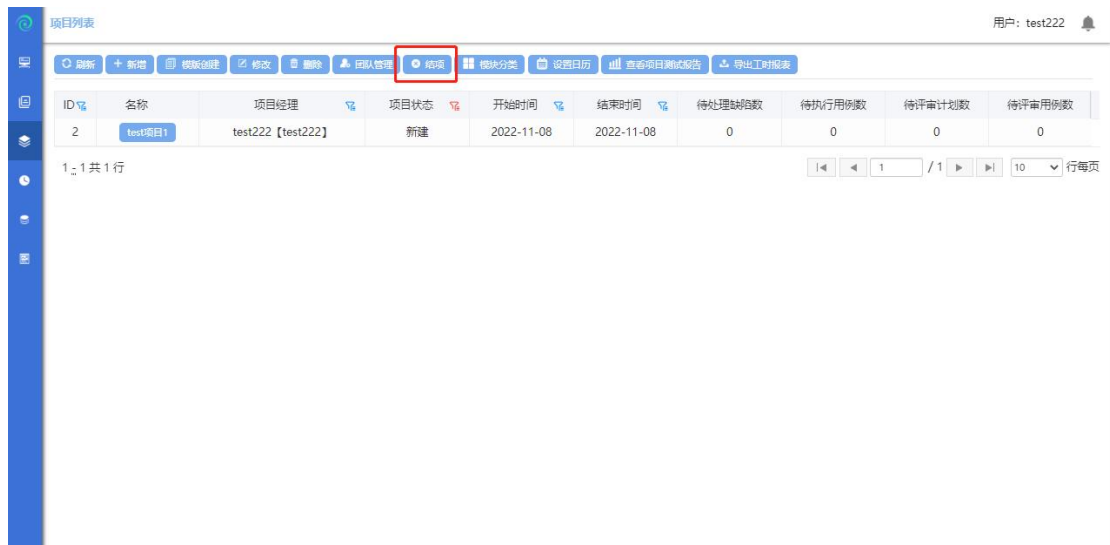 项目列表 用户：test222
刷新 新增 模版创建 修改 删除 团队管理 结项 模块分类 设置日历 查看项目测试报告 导出工时报表
ID 名称 项目经理 项目状态 开始时间 结束时间 待处理缺陷数 待执行用例数 待评审计划数 待评审用例数
2 test项目1 test222【test222】 新建 2022-11-08 2022-11-08 0 0 0 0
1 - 1 共 1 行 1 / 1 10 行每页